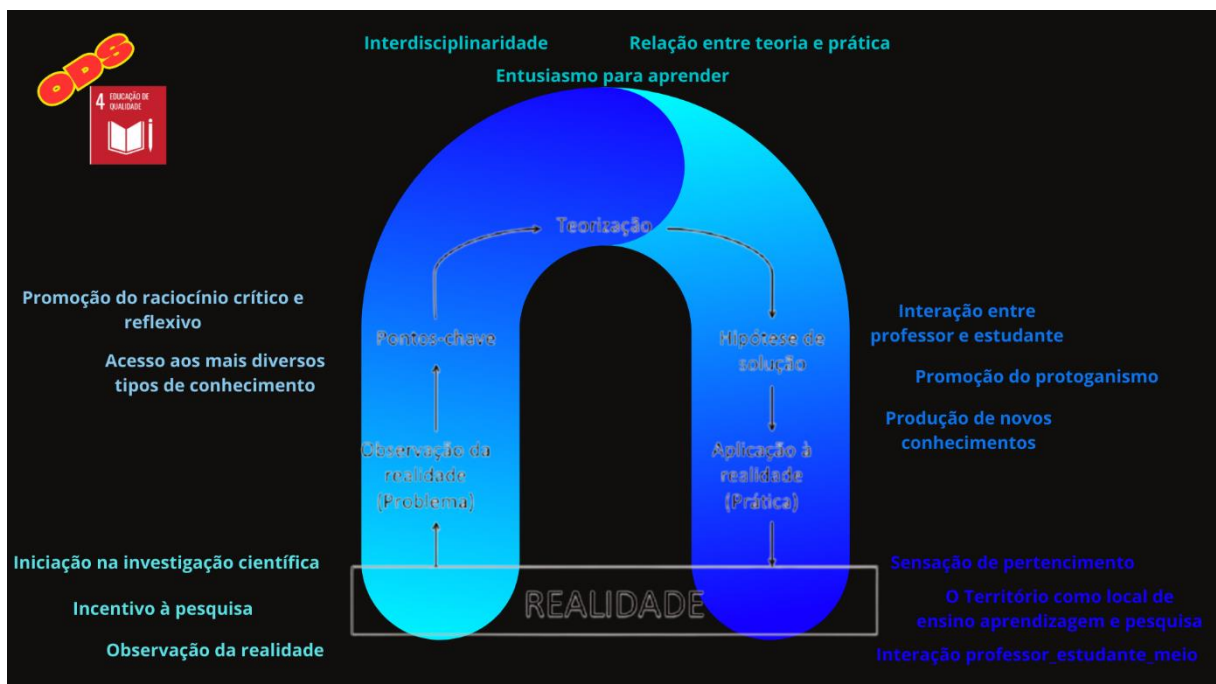 Interdisciplinaridade
Relação entre teoria e prática
Entusiasmo para aprender
ODS
4 EDUCAÇÃO DE
QUALIDADE
Teorização
Promoção do raciocínio crítico e
reflexivo
Acesso aos mais diversos
tipos de conhecimento
Pontos-chave
Hipótese de
solução
Interação entre
professor e estudante
Promoção do protoganismo
Produção de novos
conhecimentos
Observação da
realidade
(Problema)
Aplicação à
realidade
(Prática)
Iniciação na investigação científica
Incentivo à pesquisa
Observação da realidade
REALIDADE
Sensação de pertencimento
O Território como local de
ensino aprendizagem e pesquisa
Interação professor_estudante_meio